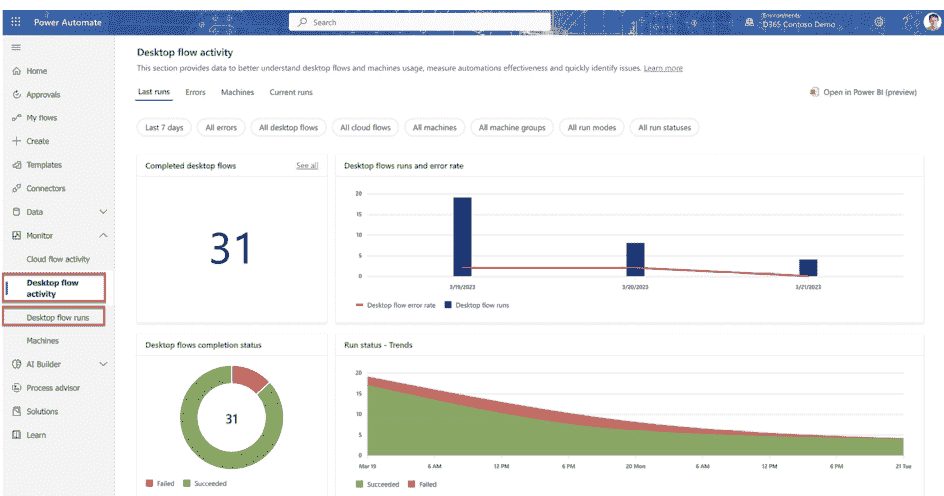 Power Automate
Search
Environments
D365 Contoso Demo
Home
Approvals
My flows
Create
Templates
Connectors
Data
Monitor
Cloud flow activity
Desktop flow
activity
Desktop flow runs
Machines
AI Builder
Process advisor
Solutions
Learn
Desktop flow activity
This section provides data to better understand desktop flows and machines usage, measure automations effectiveness and quickly identify issues. Learn more
Last runs Errors Machines Current runs
Open in Power BI (preview)
Last 7 days All errors All desktop flows All cloud flows All machines All machine groups All run modes All run statuses
Completed desktop flows See all
31
Desktop flows runs and error rate
20
15
10
5
0
3/19/2023 3/20/2023 3/21/2023
Desktop flow error rate Desktop flow runs
Desktop flows completion status
31
Failed Succeeded
Run status - Trends
20
15
10
5
0
Mar 19 6 AM 12 PM 6 PM 20 Mon 6 AM 12 PM 6 PM 21 Tue
Succeeded Failed